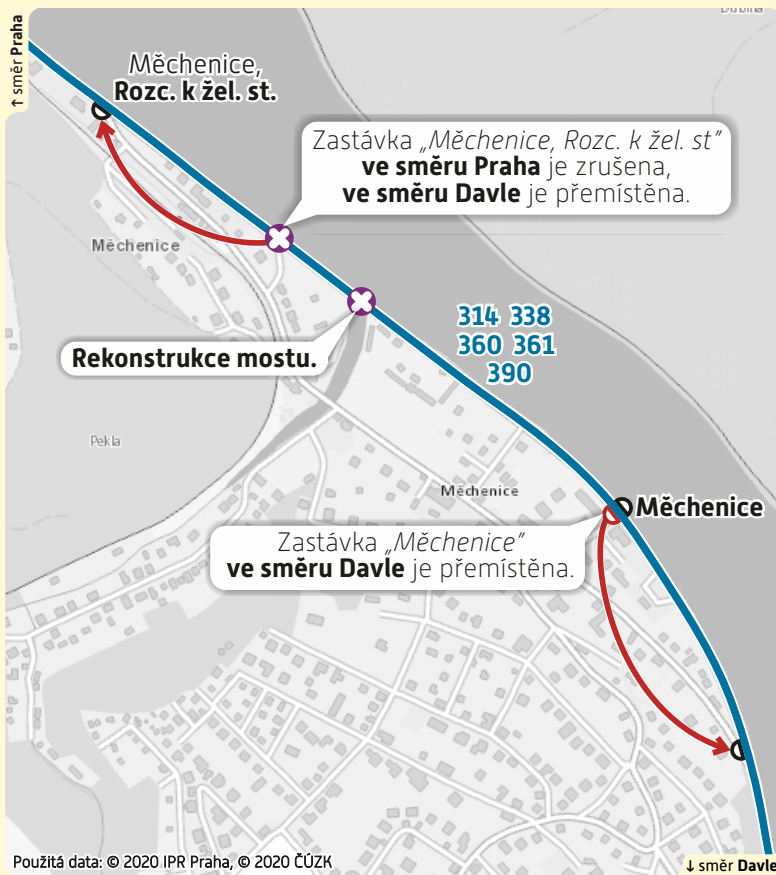 ↑ směr Praha
Měchenice,
Rozc. k žel. st.
Zastávka „Měchenice, Rozc. k žel. st"
ve směru Praha je zrušena,
ve směru Davle je přemístěna.
Měchenice
314 338
360 361
390
Rekonstrukce mostu.
Pekla
Měchenice
Měchenice
Zastávka „Měchenice"
ve směru Davle je přemístěna.
Použitá data: © 2020 IPR Praha, © 2020 ČÚZK
↓ směr Davle